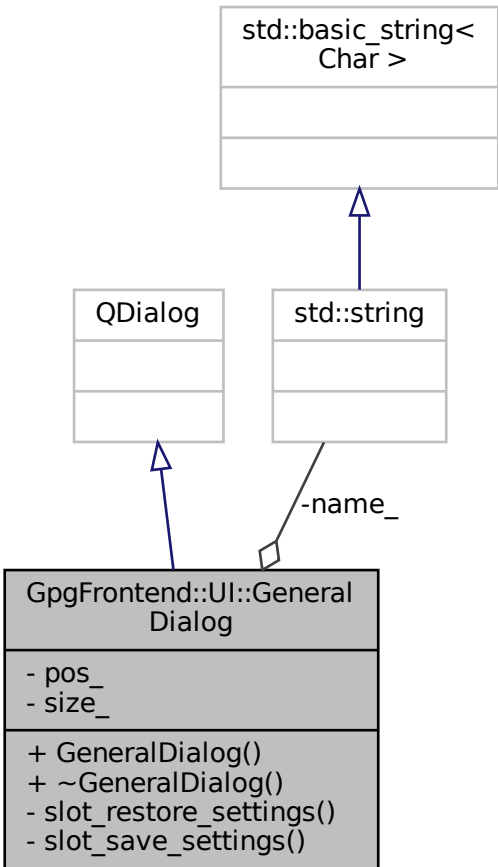 std::basic_string<
Char >
QDialog
std::string
-name_
GpgFrontend::UI::General
Dialog
- pos_
- size_
+ GeneralDialog()
+ ~GeneralDialog()
- slot_restore_settings()
- slot_save_settings()